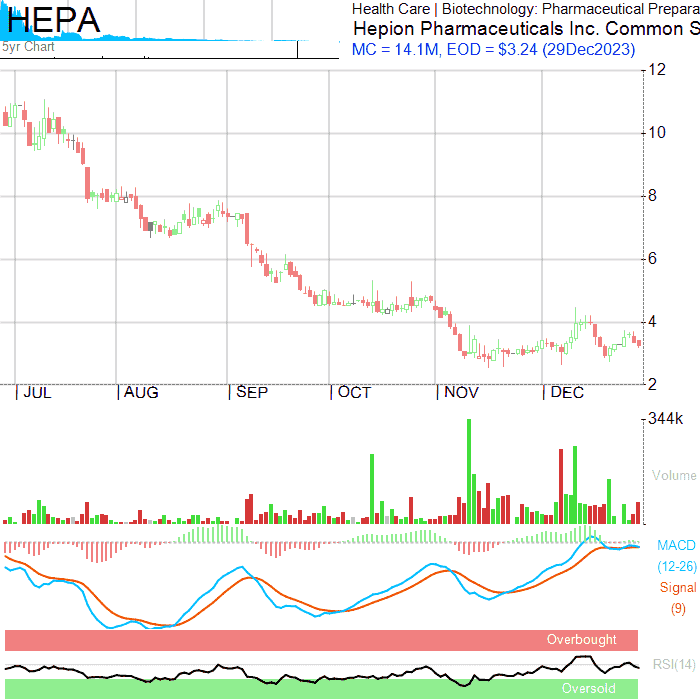 HEPA
5yr Chart
Health Care | Biotechnology: Pharmaceutical Prepara
Hepion Pharmaceuticals Inc. Common S
MC = 14.1M, EOD = $3.24 (29Dec2023)
12
10
8
6
4
2
JUL AUG SEP OCT NOV DEC
344k
Volume
MACD
(12-26)
Signal
(9)
Overbought
RSI(14)
Oversold